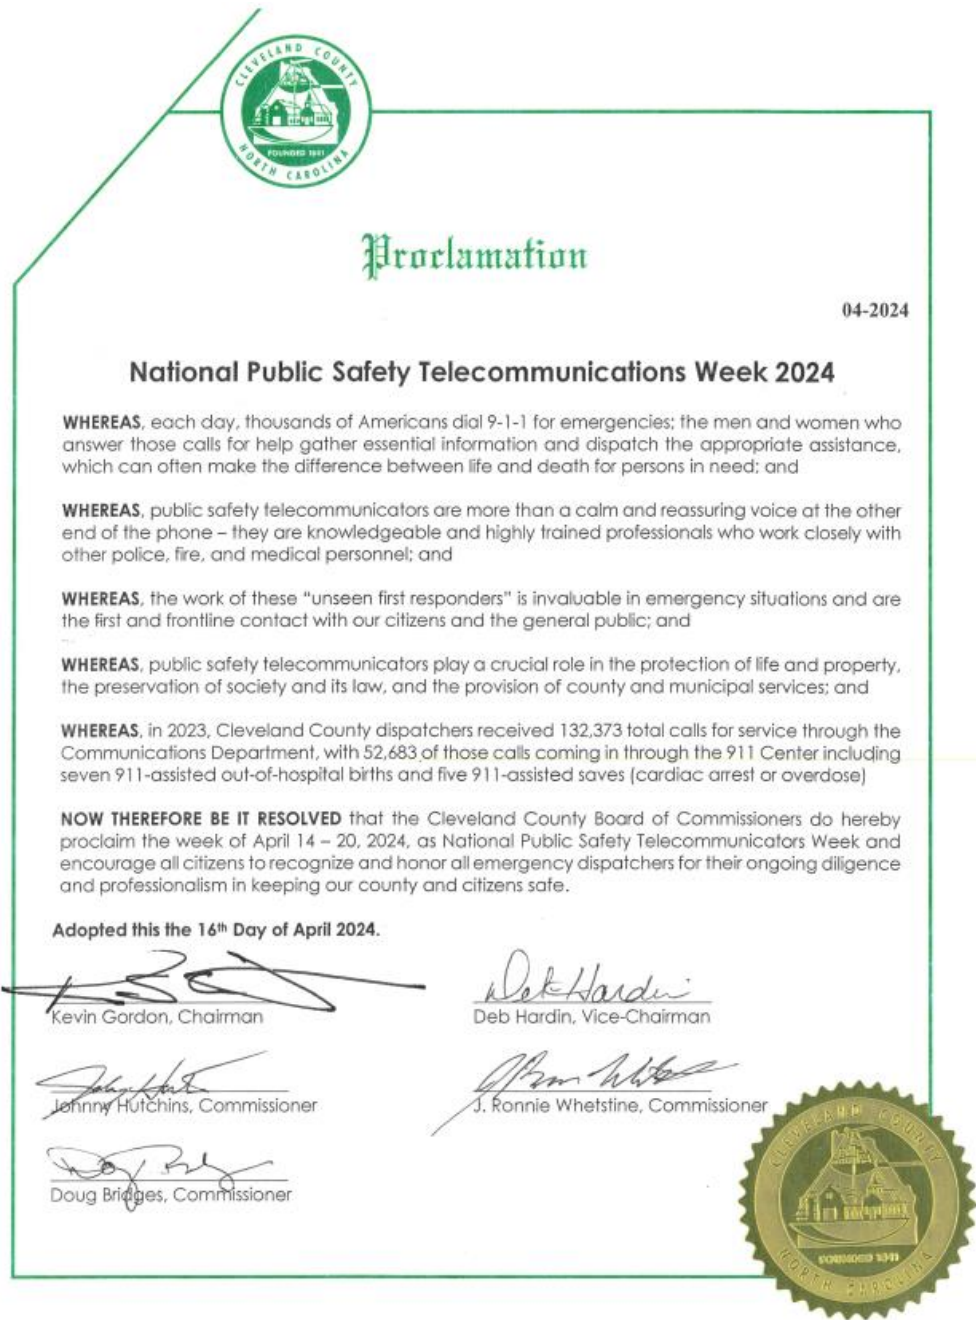 CLEVELAND COUNTY
FOUNDED 1841
NORTH CAROLINA
Proclamation
04-2024
National Public Safety Telecommunications Week 2024
WHEREAS, each day, thousands of Americans dial 9-1-1 for emergencies; the men and women who
answer those calls for help gather essential information and dispatch the appropriate assistance,
which can often make the difference between life and death for persons in need; and
WHEREAS, public safety telecommunicators are more than a calm and reassuring voice at the other
end of the phone – they are knowledgeable and highly trained professionals who work closely with
other police, fire, and medical personnel; and
WHEREAS, the work of these “unseen first responders” is invaluable in emergency situations and are
the first and frontline contact with our citizens and the general public; and
WHEREAS, public safety telecommunicators play a crucial role in the protection of life and property,
the preservation of society and its law, and the provision of county and municipal services; and
WHEREAS, in 2023, Cleveland County dispatchers received 132,373 total calls for service through the
Communications Department, with 52,683 of those calls coming in through the 911 Center including
seven 911-assisted out-of-hospital births and five 911-assisted saves (cardiac arrest or overdose)
NOW THEREFORE BE IT RESOLVED that the Cleveland County Board of Commissioners do hereby
proclaim the week of April 14 – 20, 2024, as National Public Safety Telecommunicators Week and
encourage all citizens to recognize and honor all emergency dispatchers for their ongoing diligence
and professionalism in keeping our county and citizens safe.
Adopted this the 16th Day of April 2024.
Deb Hardin
Kevin Gordon, Chairman
Deb Hardin, Vice-Chairman
Johnny Hutchins, Commissioner
J. Ronnie Whetstine, Commissioner
Doug Bridges, Commissioner
CLEVELAND COUNTY
NORTH CAROLINA